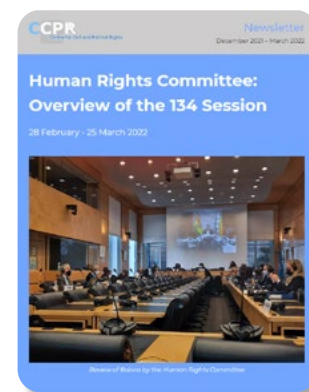 CCPR
Centre for Civil and Political Rights
Newsletter
December 2021 - March 2022
Human Rights Committee:
Overview of the 134 Session
28 February - 25 March 2022
Review of Bolivia by the Human Rights Committee